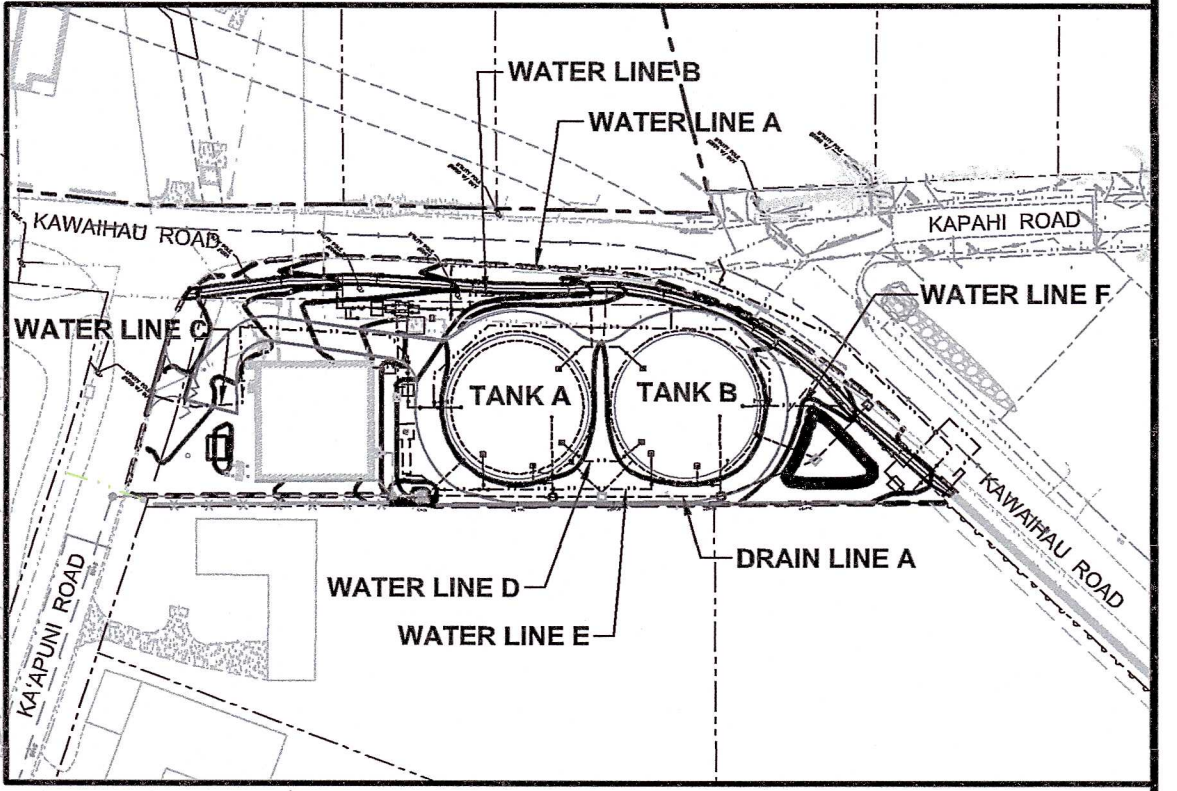 WATER LINE B
WATER LINE A
KAWAIHAU ROAD
KAPAHI ROAD
WATER LINE F
WATER LINE C
TANK A
TANK B
KAWAIHAU ROAD
DRAIN LINE A
WATER LINE D
WATER LINE E
KA'APUNI ROAD